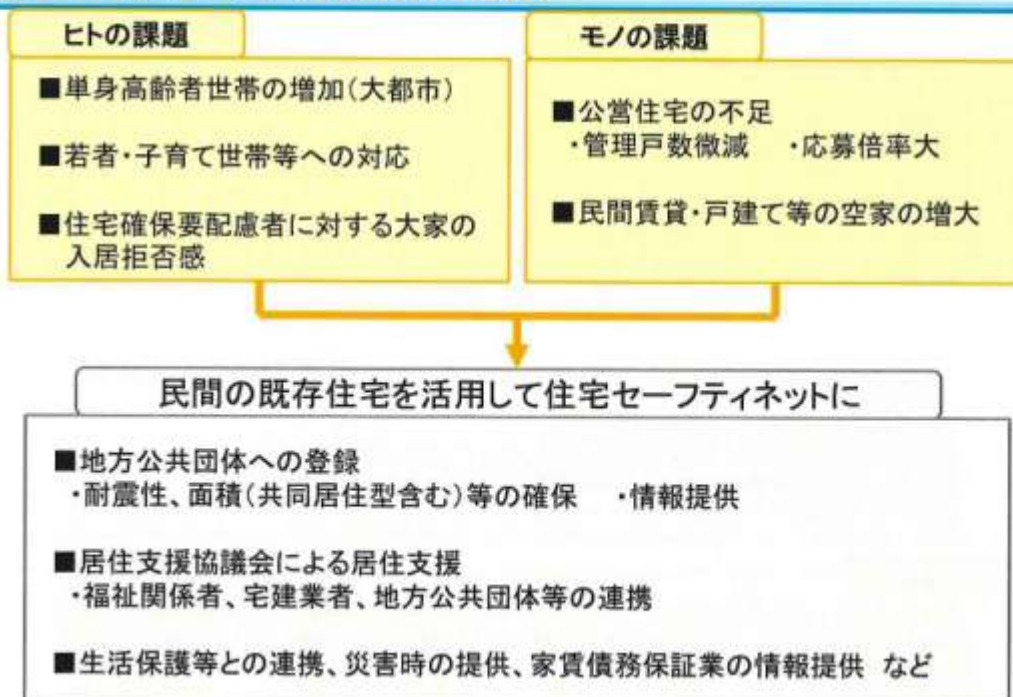 ヒトの課題
■単身高齢者世帯の増加(大都市)
■若者・子育て世帯等への対応
■住宅確保要配慮者に対する大家の
入居拒否感
モノの課題
■公営住宅の不足
・管理戸数微減 ・応募倍率大
■民間賃貸・戸建て等の空家の増大
民間の既存住宅を活用して住宅セーフティネットに
■地方公共団体への登録
・耐震性、面積(共同居住型含む)等の確保 ・情報提供
■居住支援協議会による居住支援
・福祉関係者、宅建業者、地方公共団体等の連携
■生活保護等との連携、災害時の提供、家賃債務保証業の情報提供 など